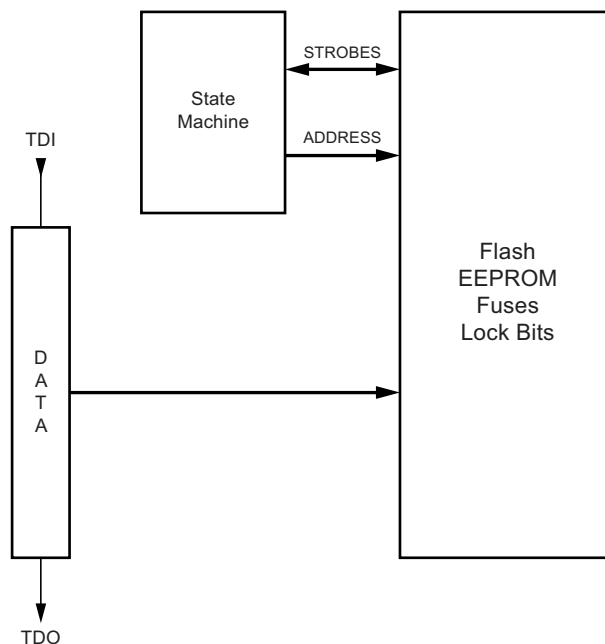 STROBES
State
Machine
ADDRESS
TDI
Flash
EEPROM
Fuses
Lock Bits
D
A
T
A
TDO